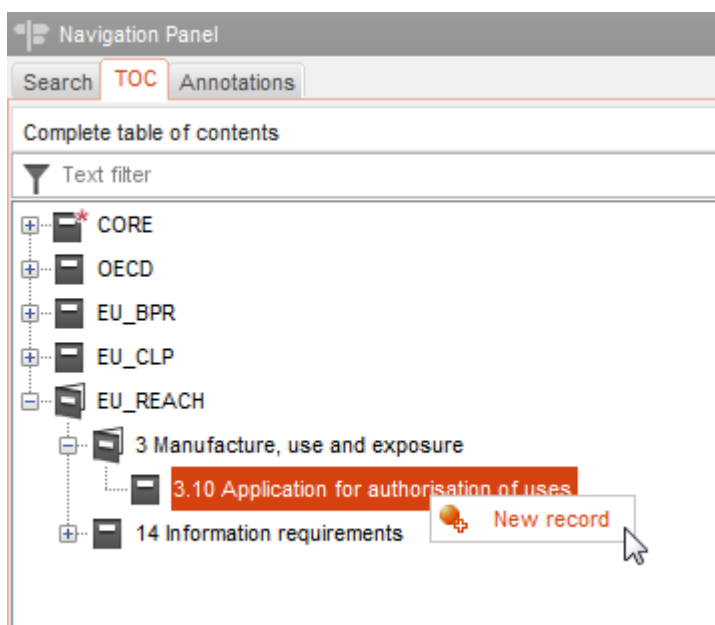 Navigation Panel
Search TOC Annotations
Complete table of contents
Text filter
CORE
OECD
EU_BPR
EU_CLP
EU_REACH
3 Manufacture, use and exposure
3.10 Application for authorisation of uses
New record
14 Information requirements